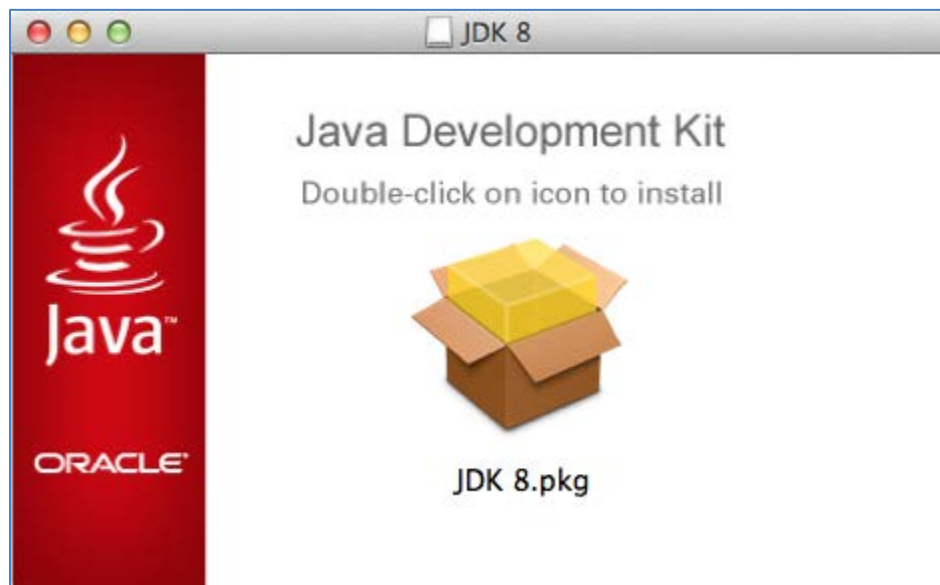 JDK 8
Java Development Kit
Double-click on icon to install
Java™
ORACLE®
JDK 8.pkg